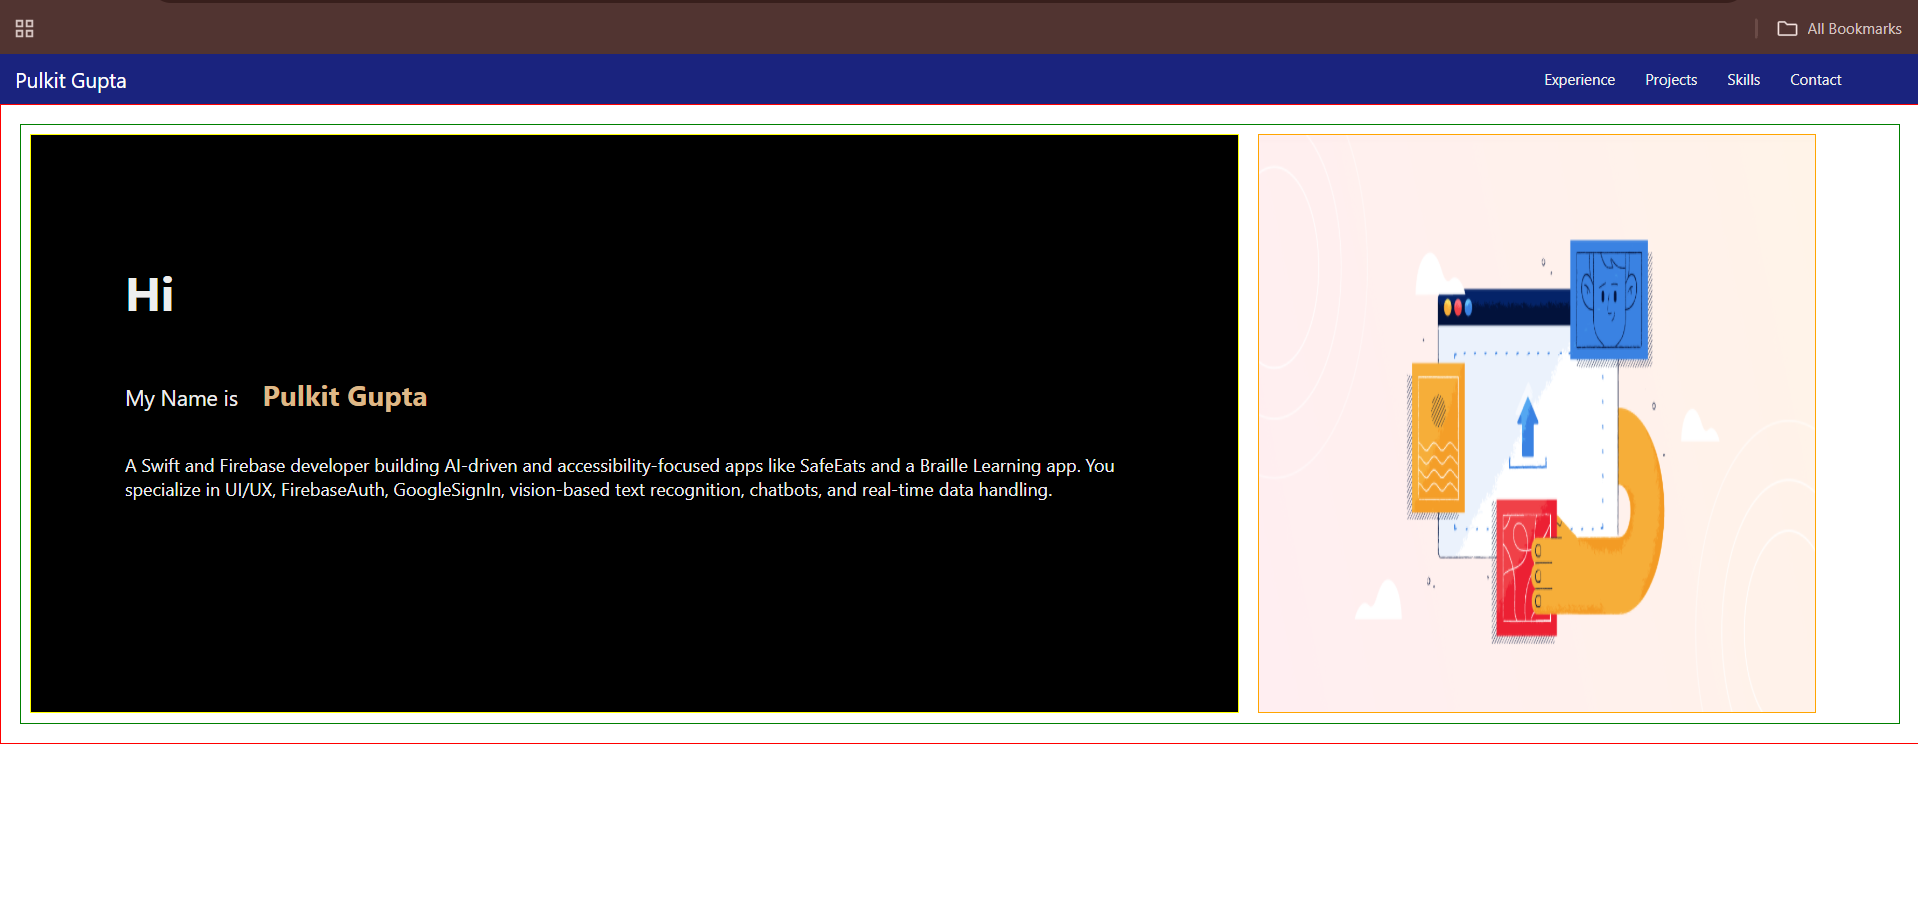 All Bookmarks
Pulkit Gupta
Experience Projects Skills Contact
Hi
My Name is Pulkit Gupta
A Swift and Firebase developer building AI-driven and accessibility-focused apps like SafeEats and a Braille Learning app. You
specialize in UI/UX, FirebaseAuth, GoogleSignIn, vision-based text recognition, chatbots, and real-time data handling.